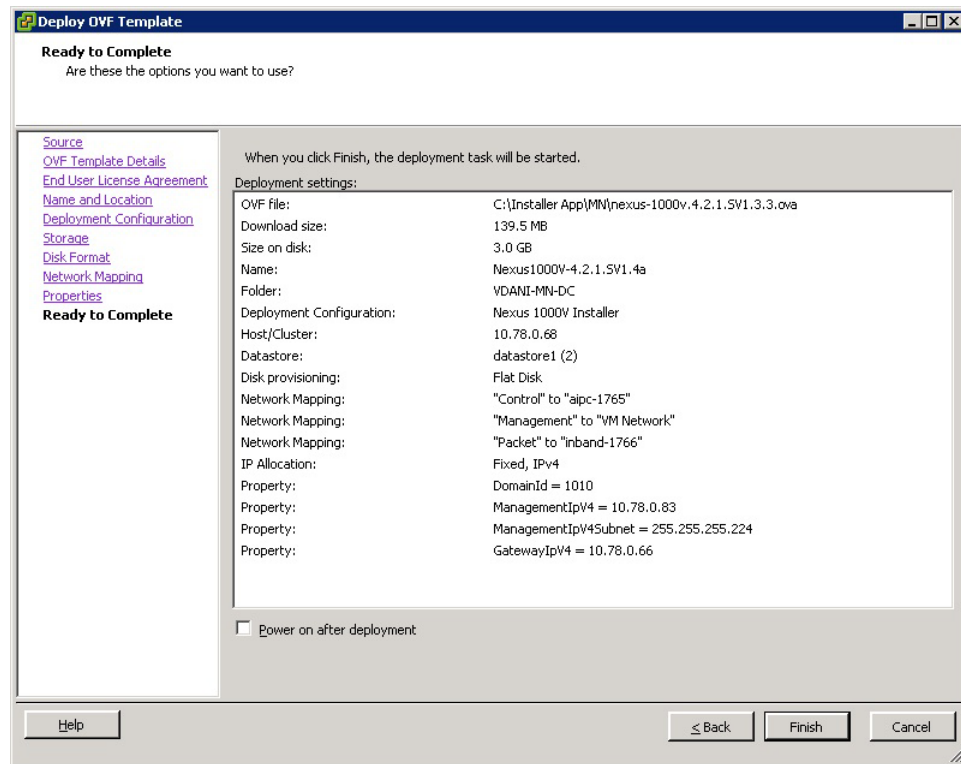 Deploy OVF Template
Ready to Complete
Are these the options you want to use?
Source
OVF Template Details
End User License Agreement
Name and Location
Deployment Configuration
Storage
Disk Format
Network Mapping
Properties
Ready to Complete
When you click Finish, the deployment task will be started.
Deployment settings:
OVF file: C:\Installer App\MN\nexus-1000v.4.2.1.SV1.3.3.ova
Download size: 139.5 MB
Size on disk: 3.0 GB
Name: Nexus1000V-4.2.1.SV1.4a
Folder: VDANI-MN-DC
Deployment Configuration: Nexus 1000V Installer
Host/Cluster: 10.78.0.68
Datastore: datastore1 (2)
Disk provisioning: Flat Disk
Network Mapping: "Control" to "aipc-1765"
Network Mapping: "Management" to "VM Network"
Network Mapping: "Packet" to "inband-1766"
IP Allocation: Fixed, IPv4
Property: DomainId = 1010
Property: ManagementIpV4 = 10.78.0.83
Property: ManagementIpV4Subnet = 255.255.255.224
Property: GatewayIpV4 = 10.78.0.66
Power on after deployment
Help
≤ Back
Finish
Cancel